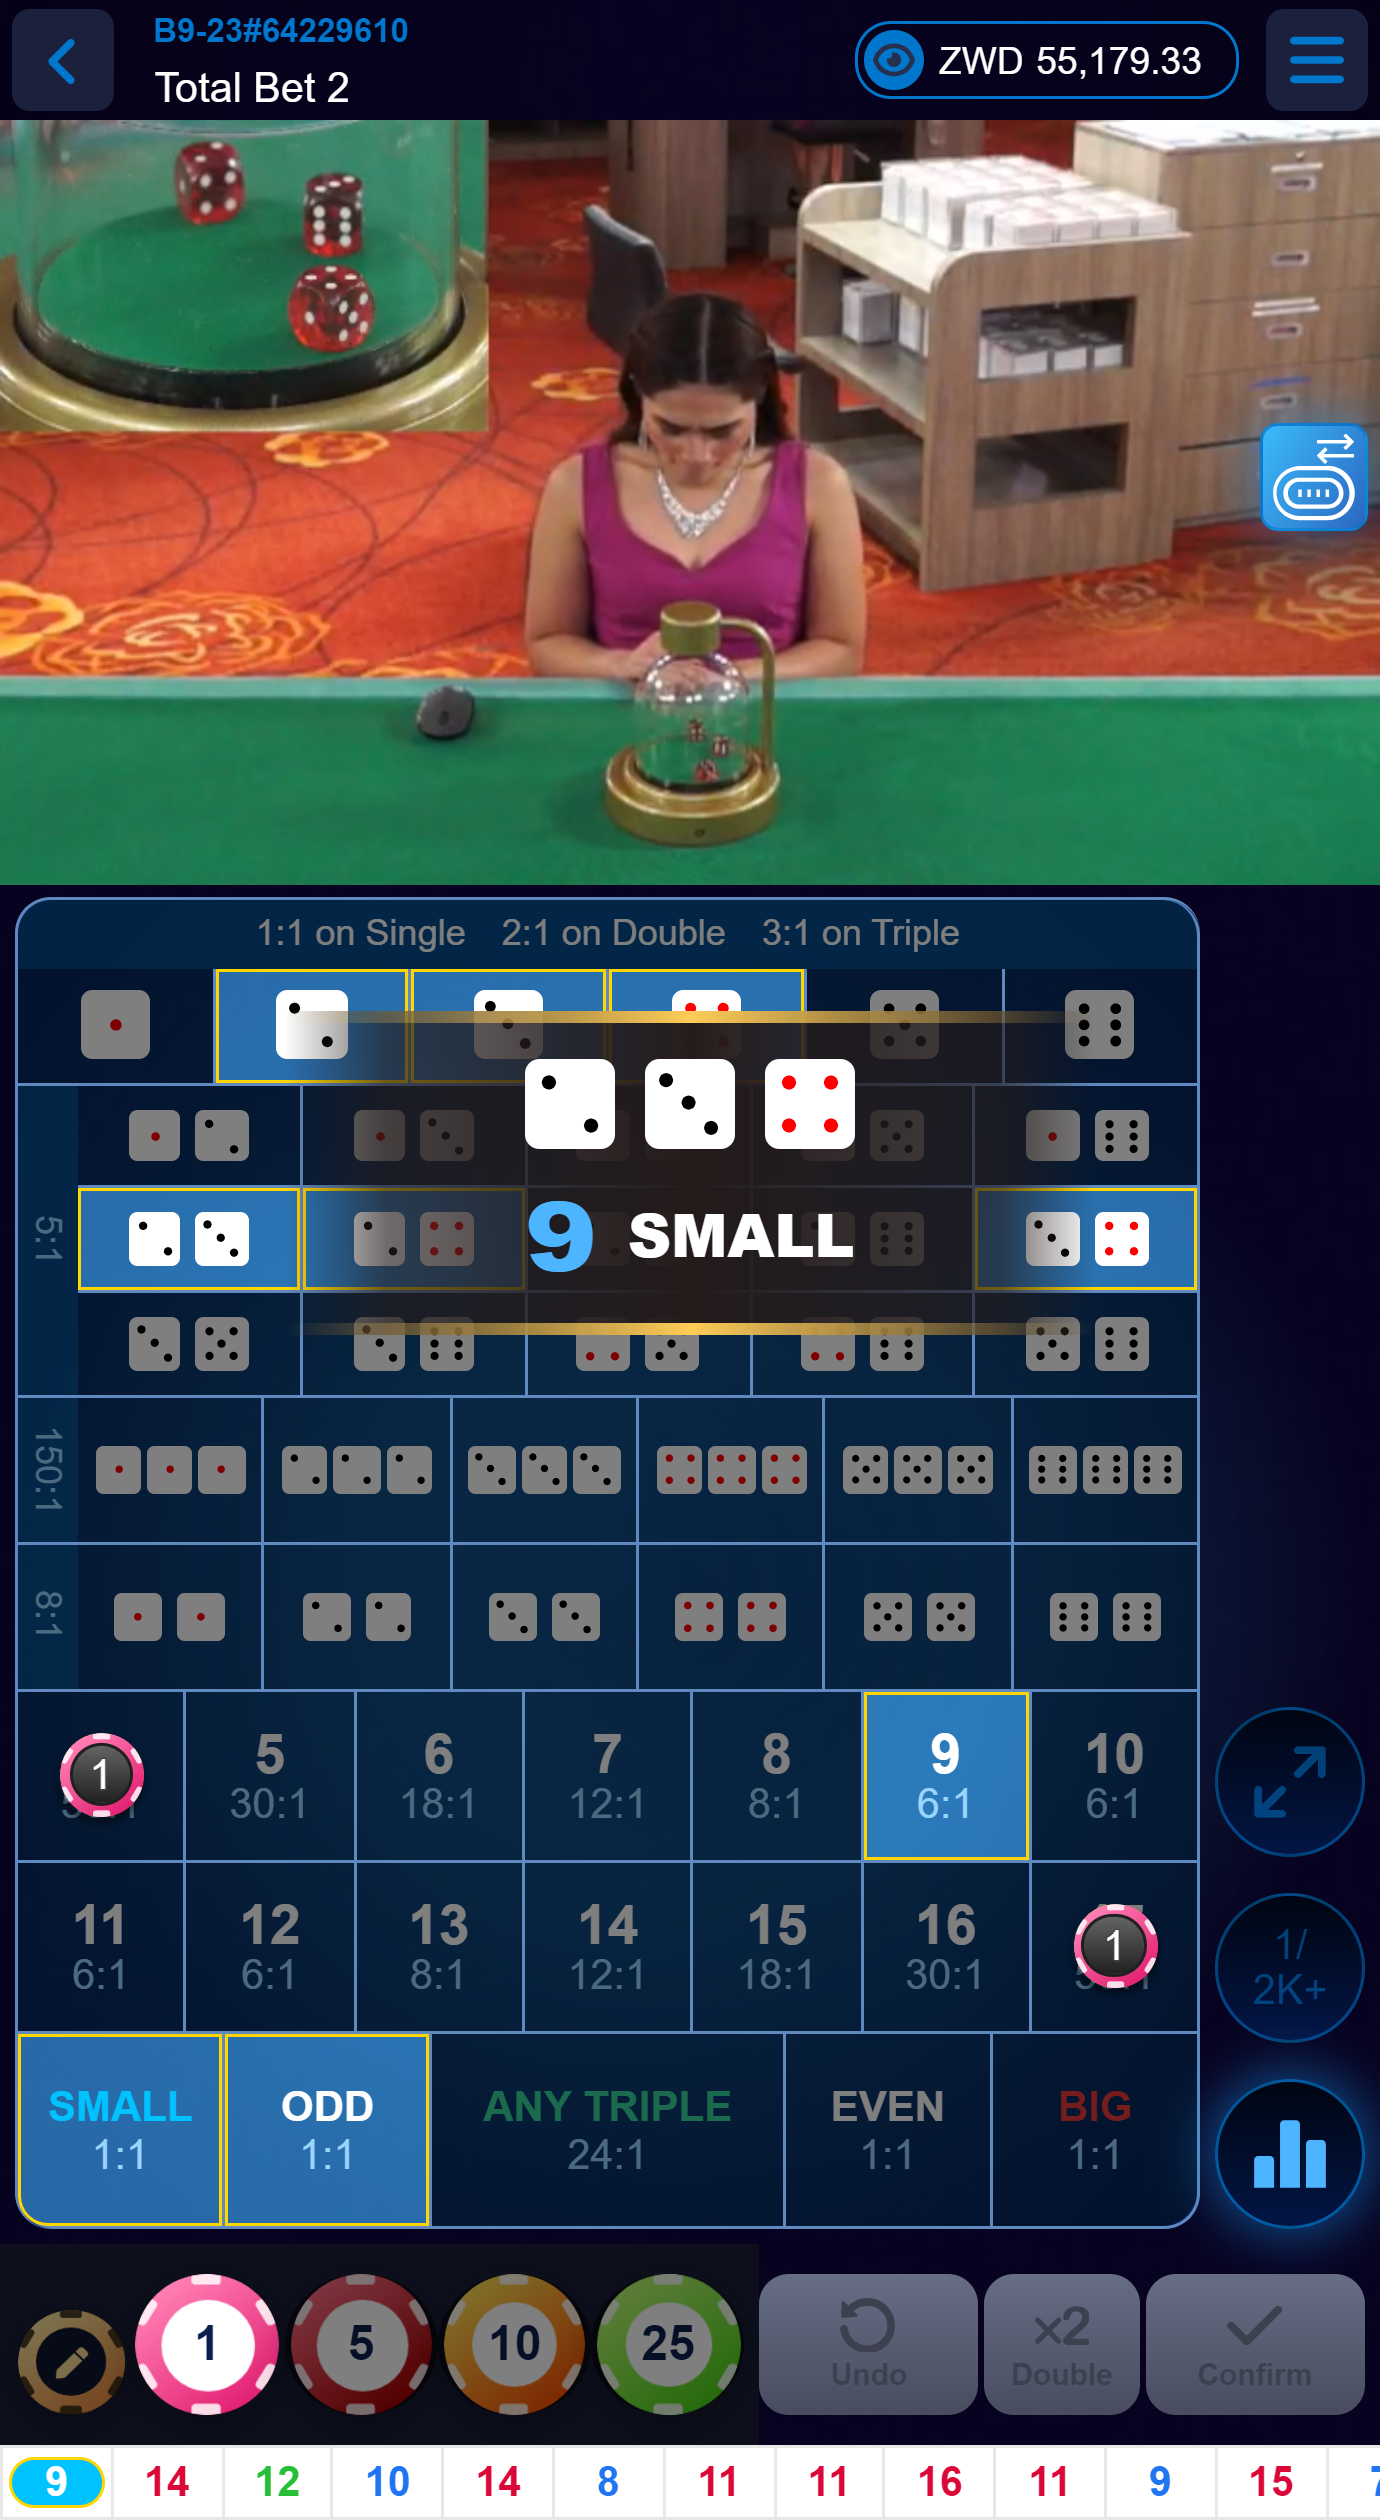 B9-23#64229610
Total Bet 2
ZWD 55,179.33
1:1 on Single 2:1 on Double 3:1 on Triple
5:1
9 SMALL
150:1
8:1
1 5 6 7 8 9 10
30:1 18:1 12:1 8:1 6:1 6:1
11 12 13 14 15 16 1
6:1 6:1 8:1 12:1 18:1 30:1
1/
2K+
SMALL ODD ANY TRIPLE EVEN BIG
1:1 1:1 24:1 1:1 1:1
1 5 10 25
x2
Undo Double Confirm
9 14 12 10 14 8 11 11 16 11 9 15